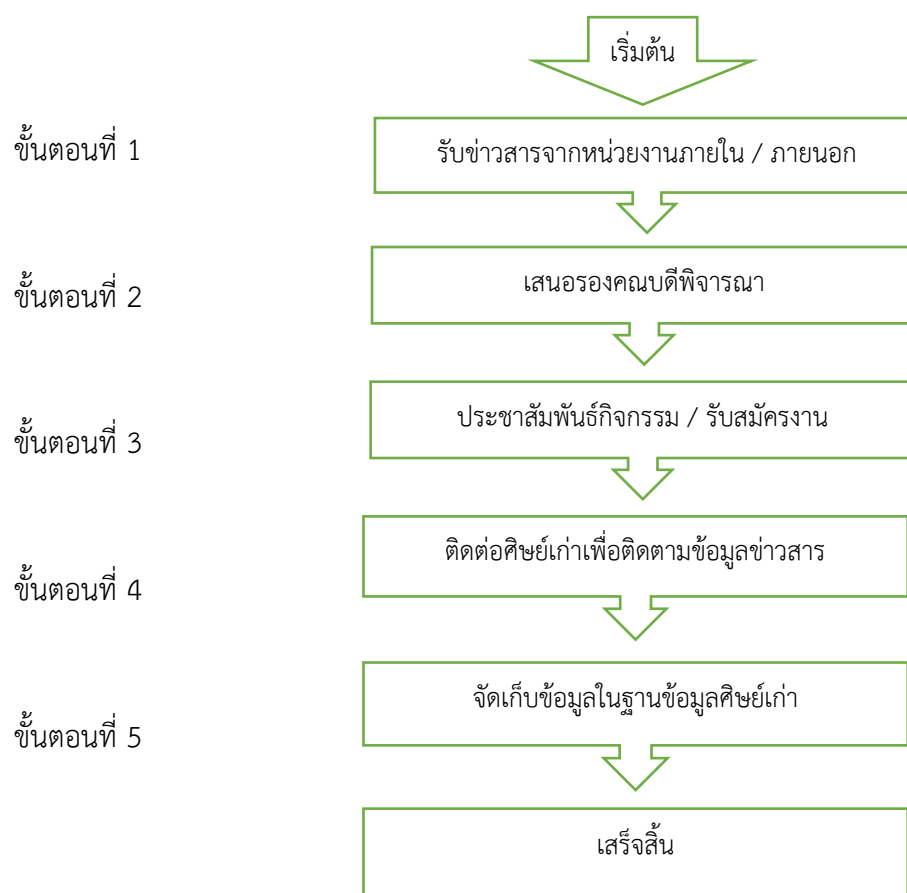 เริ่มต้น
ขั้นตอนที่ 1
รับข่าวสารจากหน่วยงานภายใน / ภายนอก
ขั้นตอนที่ 2
เสนอรองคณบดีพิจารณา
ขั้นตอนที่ 3
ประชาสัมพันธ์กิจกรรม / รับสมัครงาน
ขั้นตอนที่ 4
ติดต่อศิษย์เก่าเพื่อติดตามข้อมูลข่าวสาร
ขั้นตอนที่ 5
จัดเก็บข้อมูลในฐานข้อมูลศิษย์เก่า
เสร็จสิ้น